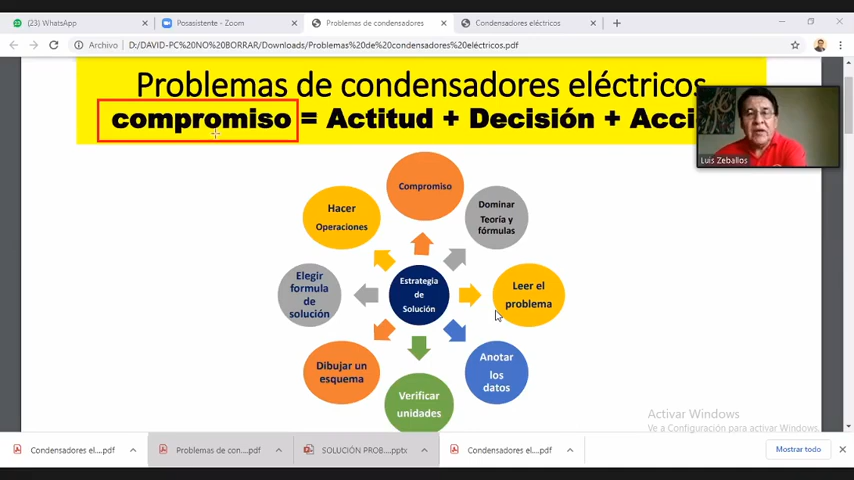 (23) WhatsApp
Posasistente - Zoom
Problemas de condensadores
Condensadores eléctricos
Archivo
D:/DAVID-PC%20NO%20BORRAR/Downloads/Problemas%20de%20condensadores%20eléctricos.pdf
Problemas de condensadores eléctricos
compromiso = Actitud + Decisión + Acci
Luis Zeballos
Compromiso
Dominar
Teoría y
fórmulas
Leer el
problema
Anotar
los
datos
Verificar
unidades
Dibujar un
esquema
Elegir
formula
de
solución
Hacer
Operaciones
Estrategia
de
Solución
Activar Windows
Ve a Configuración para activar Windows.
Condensadores el....pdf
Problemas de con....pdf
SOLUCIÓN PROB....pptx
Condensadores el....pdf
Mostrar todo